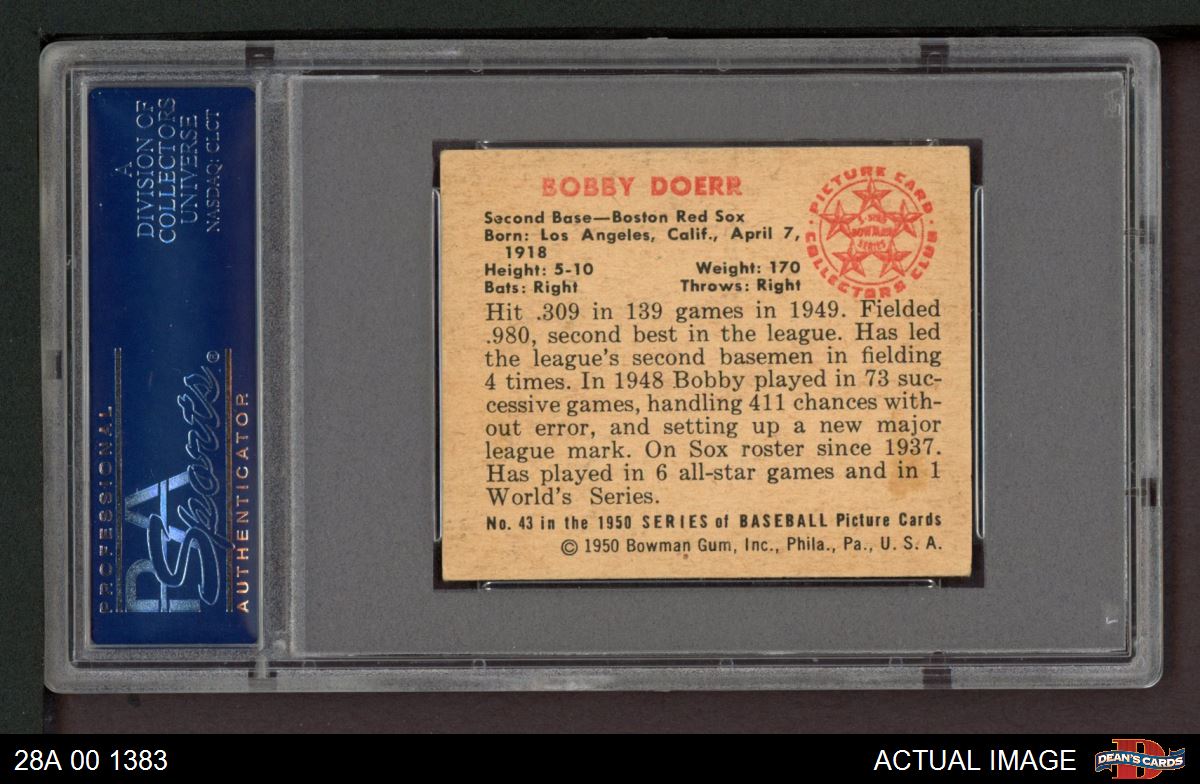 A
DIVISION OF
COLLECTORS
UNIVERSE
NASDAQ: CLCT
PROFESSIONAL
PSA
Sports®
AUTHENTICATOR
BOBBY DOERR
Second Base—Boston Red Sox
Born: Los Angeles, Calif., April 7,
1918
Height: 5-10 Weight: 170
Bats: Right Throws: Right
PICTURE CARD
COLLECTORS CLUB
5-STAR
BOWMAN
SERIES
Hit .309 in 139 games in 1949. Fielded
.980, second best in the league. Has led
the league's second basemen in fielding
4 times. In 1948 Bobby played in 73 suc-
cessive games, handling 411 chances with-
out error, and setting up a new major
league mark. On Sox roster since 1937.
Has played in 6 all-star games and in 1
World's Series.
No. 43 in the 1950 SERIES of BASEBALL Picture Cards
© 1950 Bowman Gum, Inc., Phila., Pa., U. S. A.
28A 00 1383
ACTUAL IMAGE
D
DEAN'S CARDS